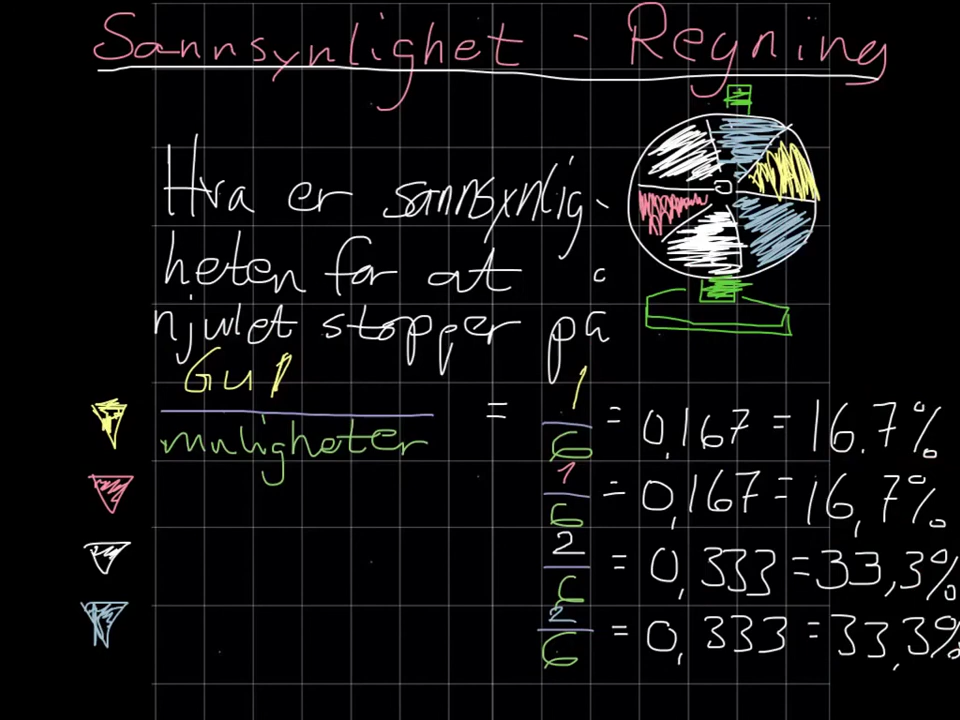 Sannsynlighet - Regning
Hva er sannsynlig-
heten for at
hjulet stopper på
Gul
muligheter
= 1/6 = 0,167 = 16.7%
1/6 = 0,167 = 16,7%
2/6 = 0,333 = 33,3%
2/6 = 0,333 = 33,3%